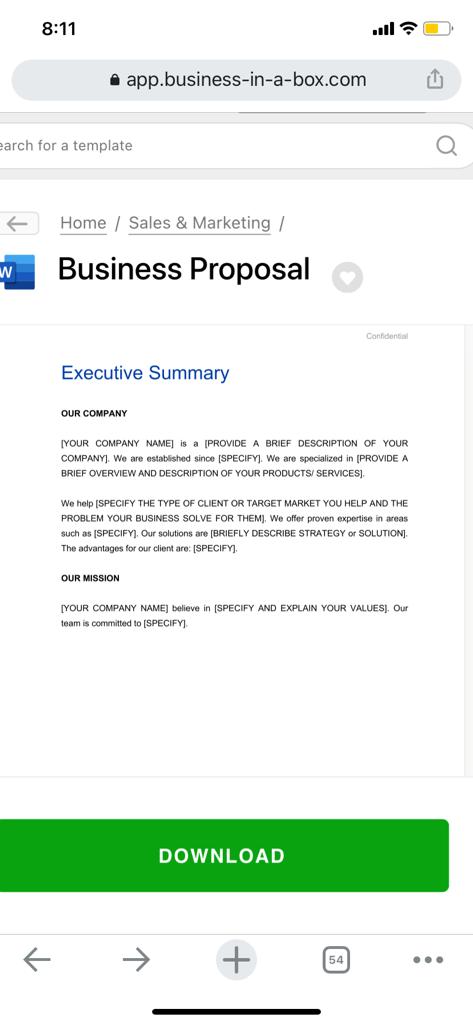 8:11
app.business-in-a-box.com
earch for a template
Home / Sales & Marketing /
W
Business Proposal
Confidential
Executive Summary
OUR COMPANY
[YOUR COMPANY NAME] is a [PROVIDE A BRIEF DESCRIPTION OF YOUR
COMPANY]. We are established since [SPECIFY]. We are specialized in [PROVIDE A
BRIEF OVERVIEW AND DESCRIPTION OF YOUR PRODUCTS/ SERVICES].
We help [SPECIFY THE TYPE OF CLIENT OR TARGET MARKET YOU HELP AND THE
PROBLEM YOUR BUSINESS SOLVE FOR THEM]. We offer proven expertise in areas
such as [SPECIFY]. Our solutions are [BRIEFLY DESCRIBE STRATEGY or SOLUTION].
The advantages for our client are: [SPECIFY].
OUR MISSION
[YOUR COMPANY NAME] believe in [SPECIFY AND EXPLAIN YOUR VALUES]. Our
team is committed to [SPECIFY].
DOWNLOAD
54